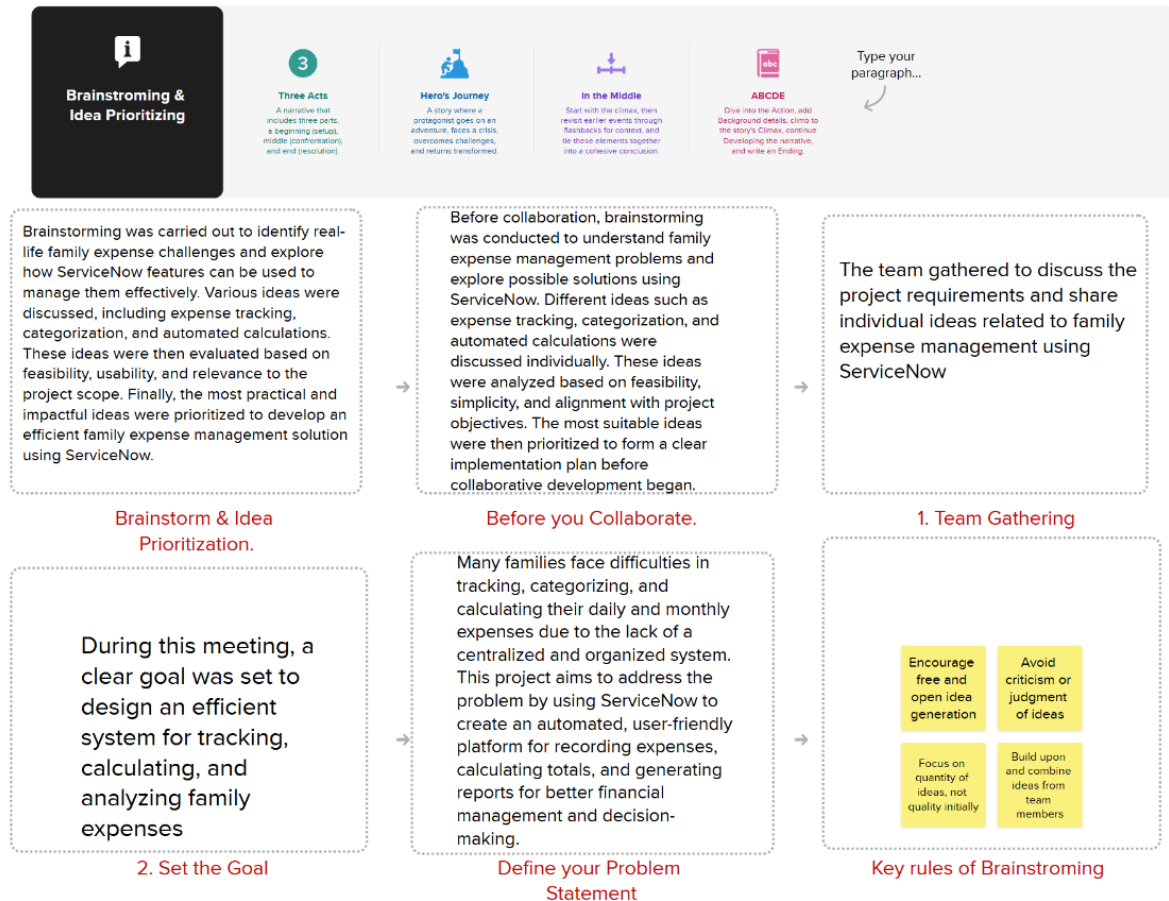 Brainstroming &
Idea Prioritizing
3
Three Acts
A narrative that
includes three parts,
a beginning (setup),
middle (confrontation),
and end (resolution).
Hero's Journey
A story where a
protagonist goes on an
adventure, faces a crisis,
overcomes challenges,
and returns transformed.
In the Middle
Start with the climax, then
revisit earlier events through
flashbacks for context, and
tie these elements together
into a cohesive conclusion.
abc
ABCDE
Dive into the Action, add
Background details, climb to
the story's Climax, continue
Developing the narrative,
and write an Ending.
Type your
paragraph...
Brainstorming was carried out to identify real-
life family expense challenges and explore
how ServiceNow features can be used to
manage them effectively. Various ideas were
discussed, including expense tracking,
categorization, and automated calculations.
These ideas were then evaluated based on
feasibility, usability, and relevance to the
project scope. Finally, the most practical and
impactful ideas were prioritized to develop an
efficient family expense management solution
using ServiceNow.
Brainstorm & Idea
Prioritization.
Before collaboration, brainstorming
was conducted to understand family
expense management problems and
explore possible solutions using
ServiceNow. Different ideas such as
expense tracking, categorization, and
automated calculations were
discussed individually. These ideas
were analyzed based on feasibility,
simplicity, and alignment with project
objectives. The most suitable ideas
were then prioritized to form a clear
implementation plan before
collaborative development began.
Before you Collaborate.
The team gathered to discuss the
project requirements and share
individual ideas related to family
expense management using
ServiceNow
1. Team Gathering
During this meeting, a
clear goal was set to
design an efficient
system for tracking,
calculating, and
analyzing family
expenses
2. Set the Goal
Many families face difficulties in
tracking, categorizing, and
calculating their daily and monthly
expenses due to the lack of a
centralized and organized system.
This project aims to address the
problem by using ServiceNow to
create an automated, user-friendly
platform for recording expenses,
calculating totals, and generating
reports for better financial
management and decision-
making.
Define your Problem
Statement
Encourage
free and
open idea
generation
Avoid
criticism or
judgment
of ideas
Focus on
quantity of
ideas, not
quality initially
Build upon
and combine
ideas from
team
members
Key rules of Brainstroming